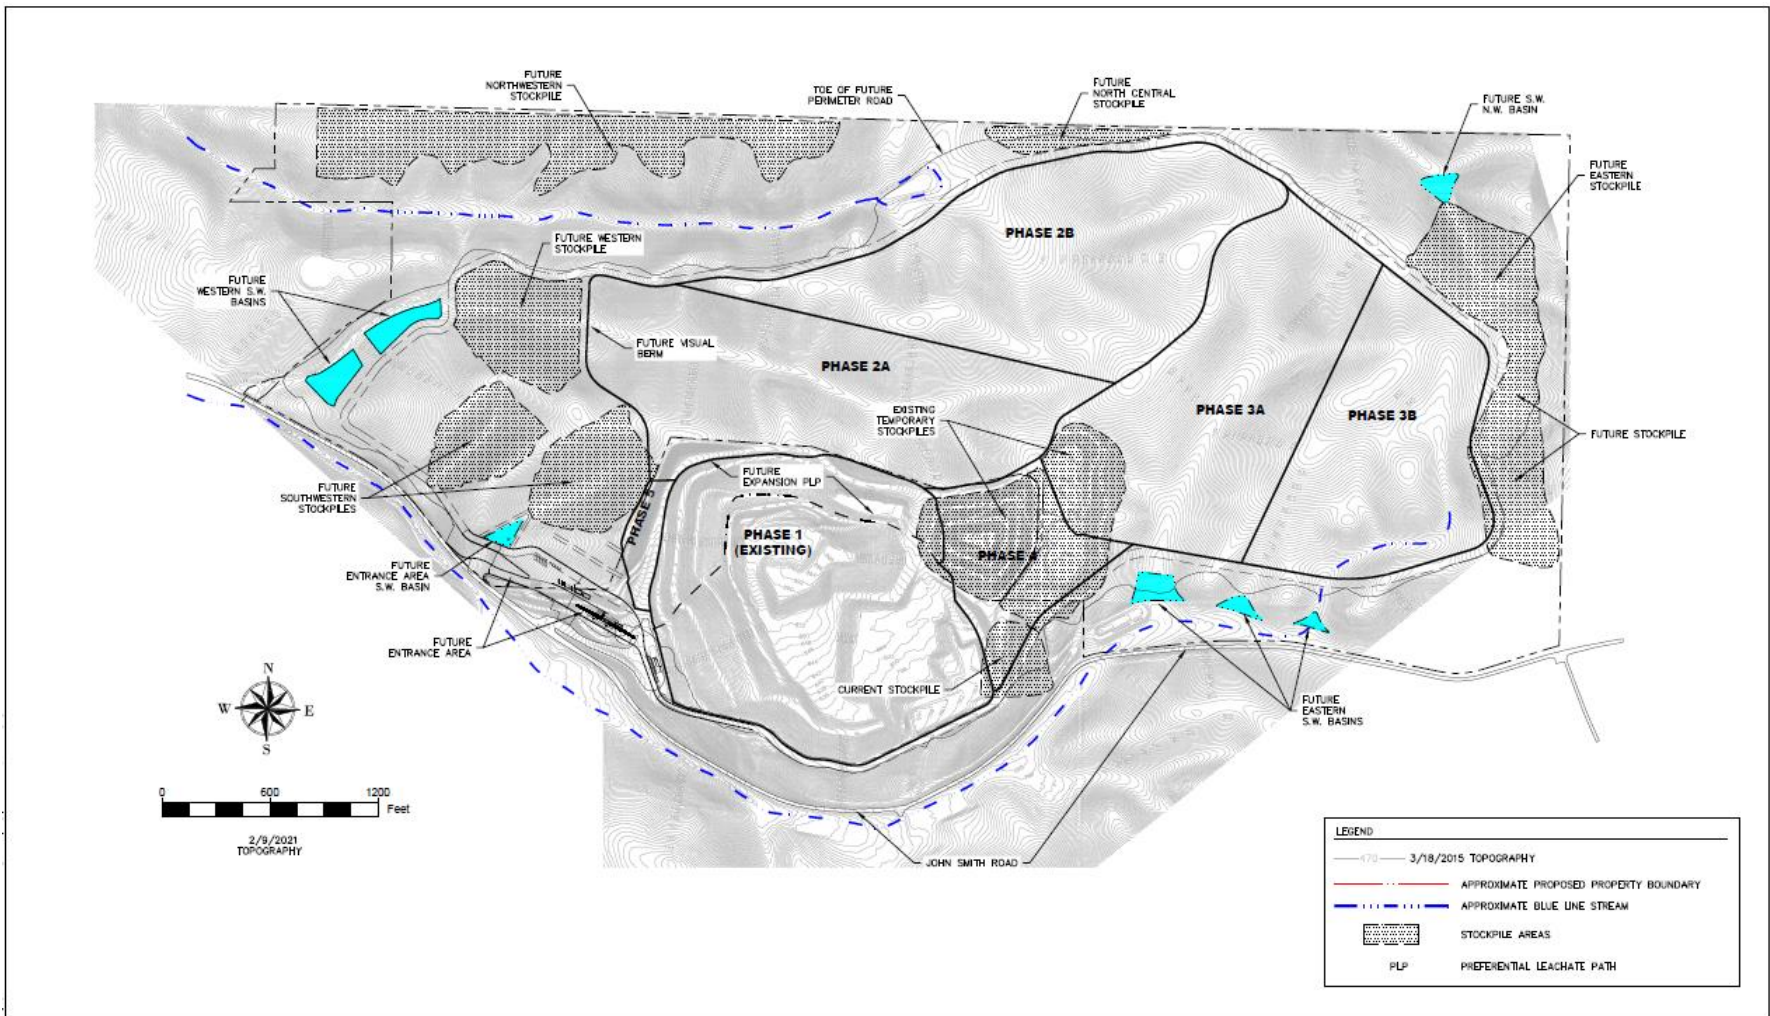 FUTURE
NORTHWESTERN
STOCKPILE
TOE OF FUTURE
PERIMETER ROAD
FUTURE
NORTH CENTRAL
STOCKPILE
FUTURE S.W.
N.W. BASIN
FUTURE
EASTERN
STOCKPILE
PHASE 2B
FUTURE WESTERN
STOCKPILE
FUTURE
WESTERN S.W.
BASINS
FUTURE VISUAL
BERM
PHASE 2A
EXISTING
TEMPORARY
STOCKPILES
PHASE 3A
PHASE 3B
FUTURE STOCKPILE
FUTURE
EXPANSION PLP
FUTURE
SOUTHWESTERN
STOCKPILES
PHASE 5
PHASE 1
(EXISTING)
PHASE 4
FUTURE
ENTRANCE AREA
S.W. BASIN
FUTURE
ENTRANCE AREA
CURRENT STOCKPILE
FUTURE
EASTERN
S.W. BASINS
N
W
E
S
0
600
1200
Feet
2/9/2021
TOPOGRAPHY
JOHN SMITH ROAD
LEGEND
470
3/18/2015 TOPOGRAPHY
APPROXIMATE PROPOSED PROPERTY BOUNDARY
APPROXIMATE BLUE LINE STREAM
STOCKPILE AREAS
PLP
PREFERENTIAL LEACHATE PATH